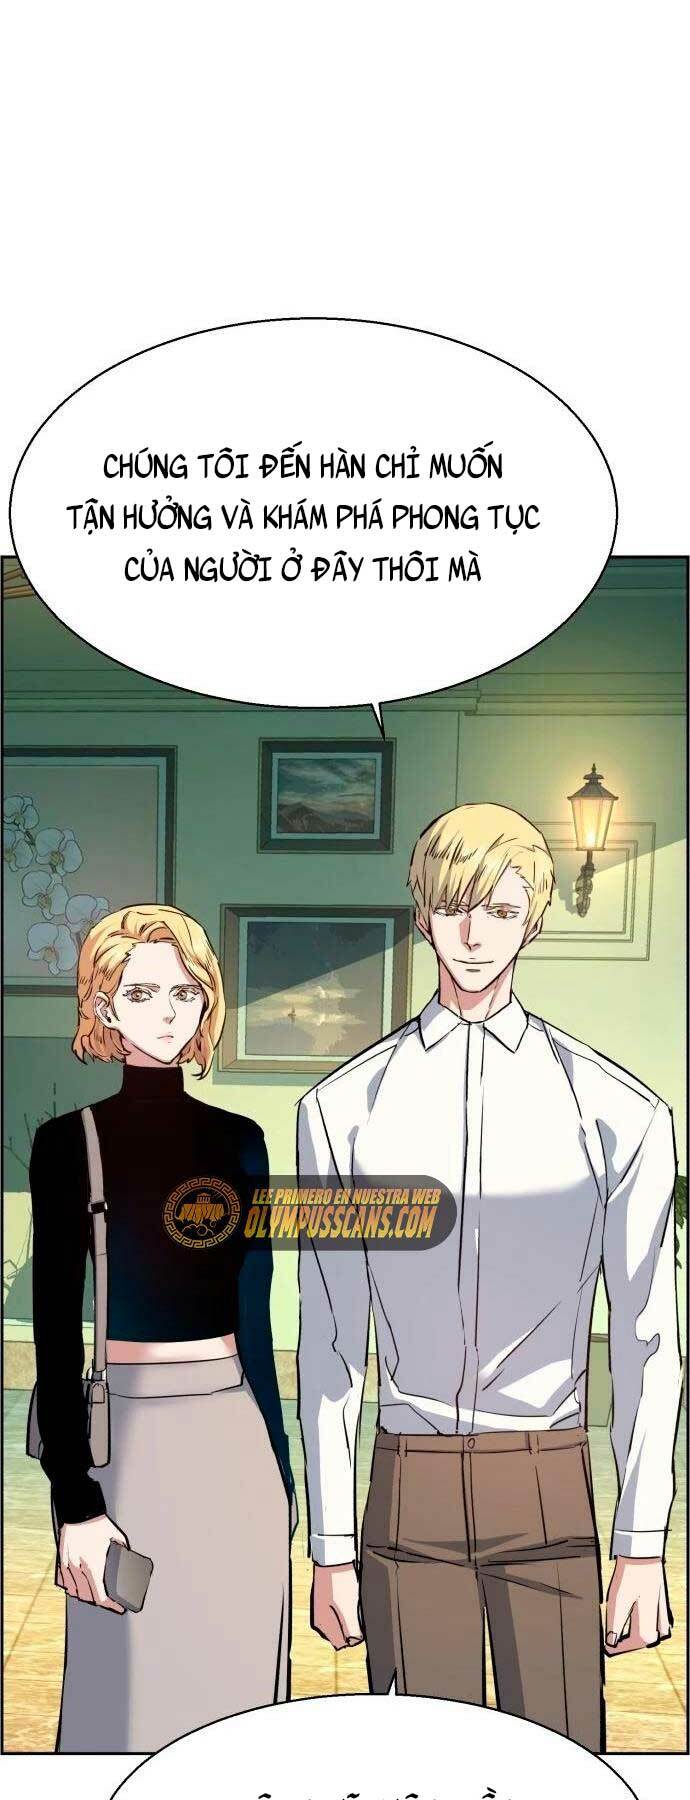 CHÚNG TÔI ĐẾN HÀN CHỈ MUỐN
TẬN HƯỞNG VÀ KHÁM PHÁ PHONG TỤC
CỦA NGƯỜI Ở ĐÂY THÔI MÀ
LEE PRIMERO EN NUESTRA WEB
OLYMPUSSCANS.COM